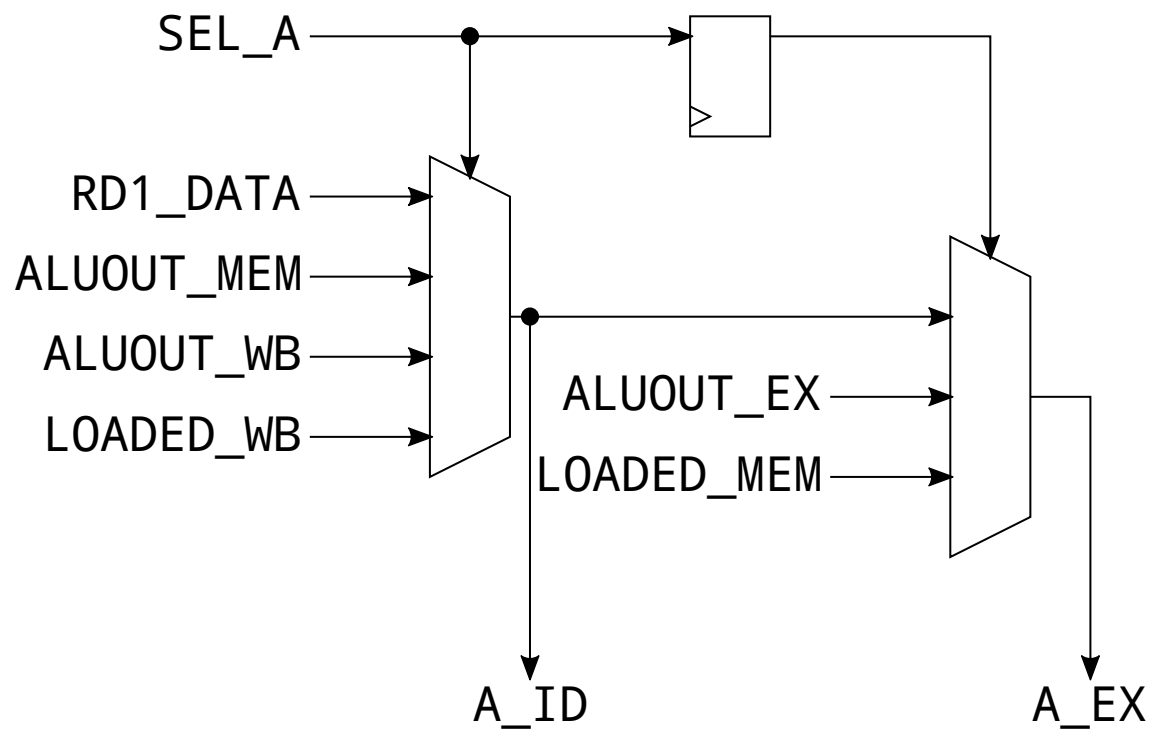 SEL_A
RD1_DATA
ALUOUT_MEM
ALUOUT_WB
LOADED_WB
ALUOUT_EX
LOADED_MEM
A_ID
A_EX